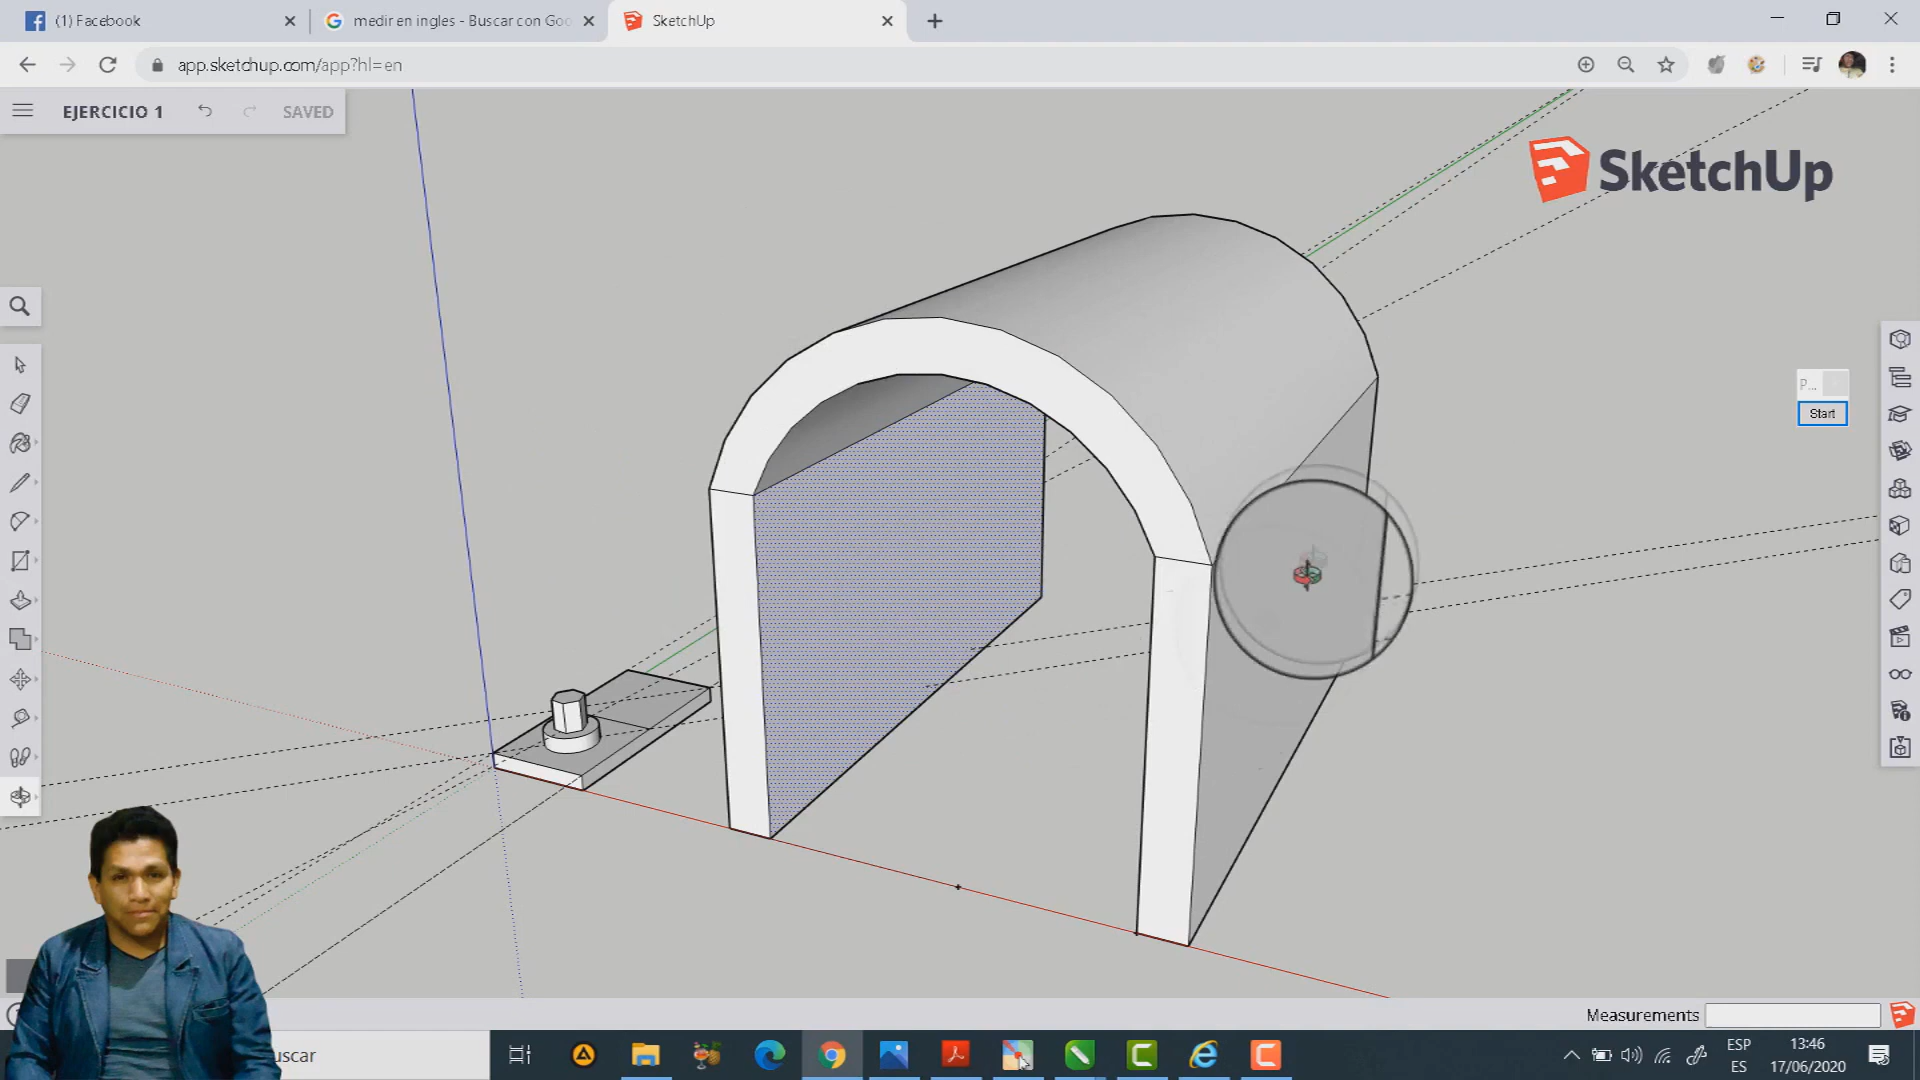 (1) Facebook
medir en ingles - Buscar con Goo
SketchUp
app.sketchup.com/app?hl=en
EJERCICIO 1
SAVED
SketchUp
P...
Start
Measurements
uscar
ESP
ES
13:46
17/06/2020